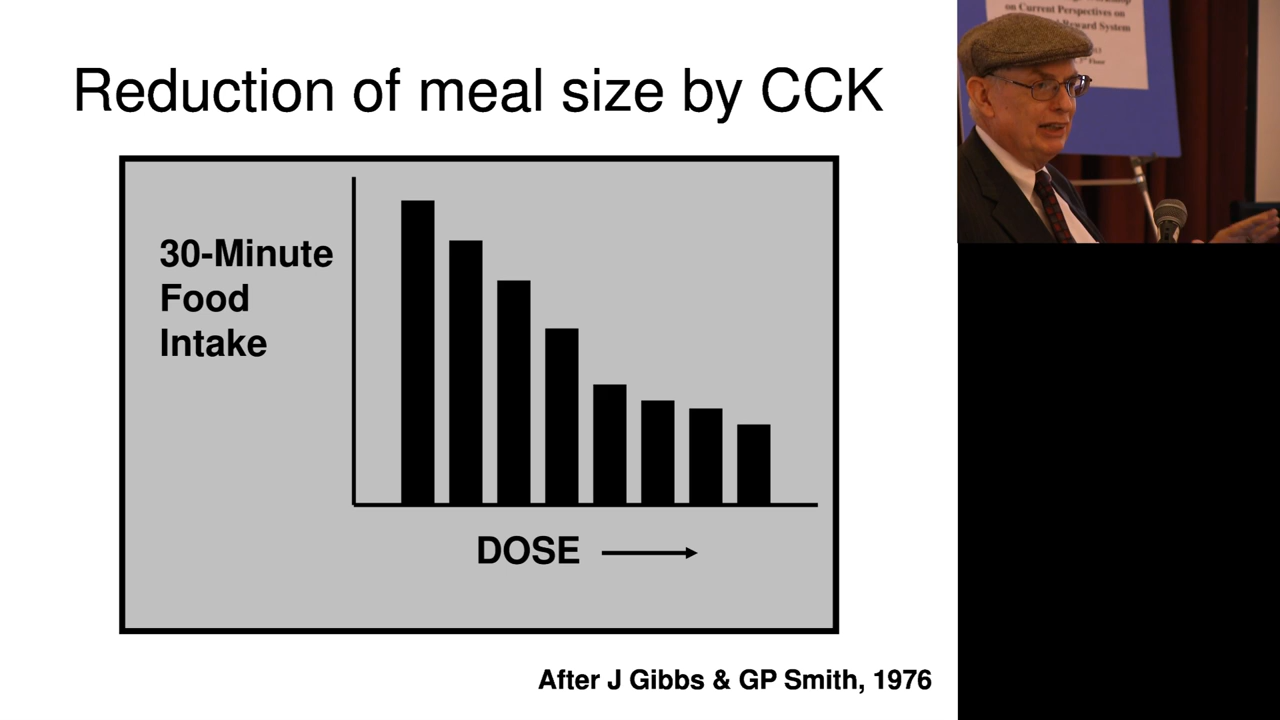 Reduction of meal size by CCK
30-Minute
Food
Intake
DOSE
After J Gibbs & GP Smith, 1976
on Current Perspectives on
Reward System
Floor